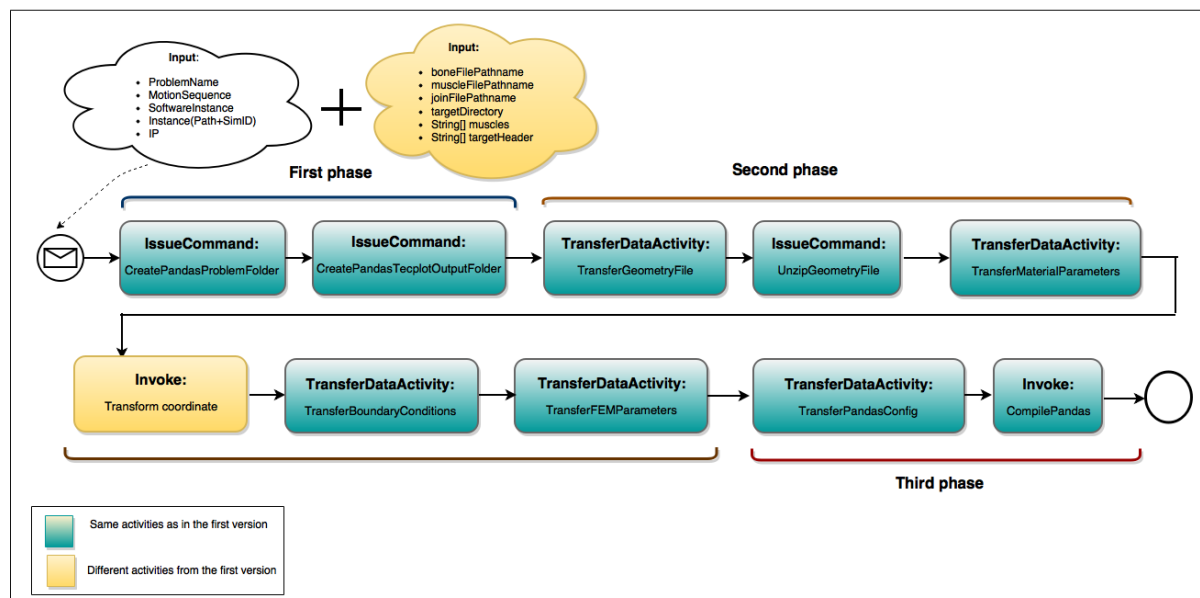 Input:
• ProblemName
• MotionSequence
• SoftwareInstance
• Instance(Path+SimID)
• IP
Input:
• boneFilePathname
• muscleFilePathname
• joinFilePathname
• targetDirectory
• String[] muscles
• String[] targetHeader
First phase
Second phase
IssueCommand:
CreatePandasProblemFolder
IssueCommand:
CreatePandasTecplotOutputFolder
TransferDataActivity:
TransferGeometryFile
IssueCommand:
UnzipGeometryFile
TransferDataActivity:
TransferMaterialParameters
Invoke:
Transform coordinate
TransferDataActivity:
TransferBoundaryConditions
TransferDataActivity:
TransferFEMParameters
TransferDataActivity:
TransferPandasConfig
Invoke:
CompilePandas
Third phase
Same activities as in the first version
Different activities from the first version